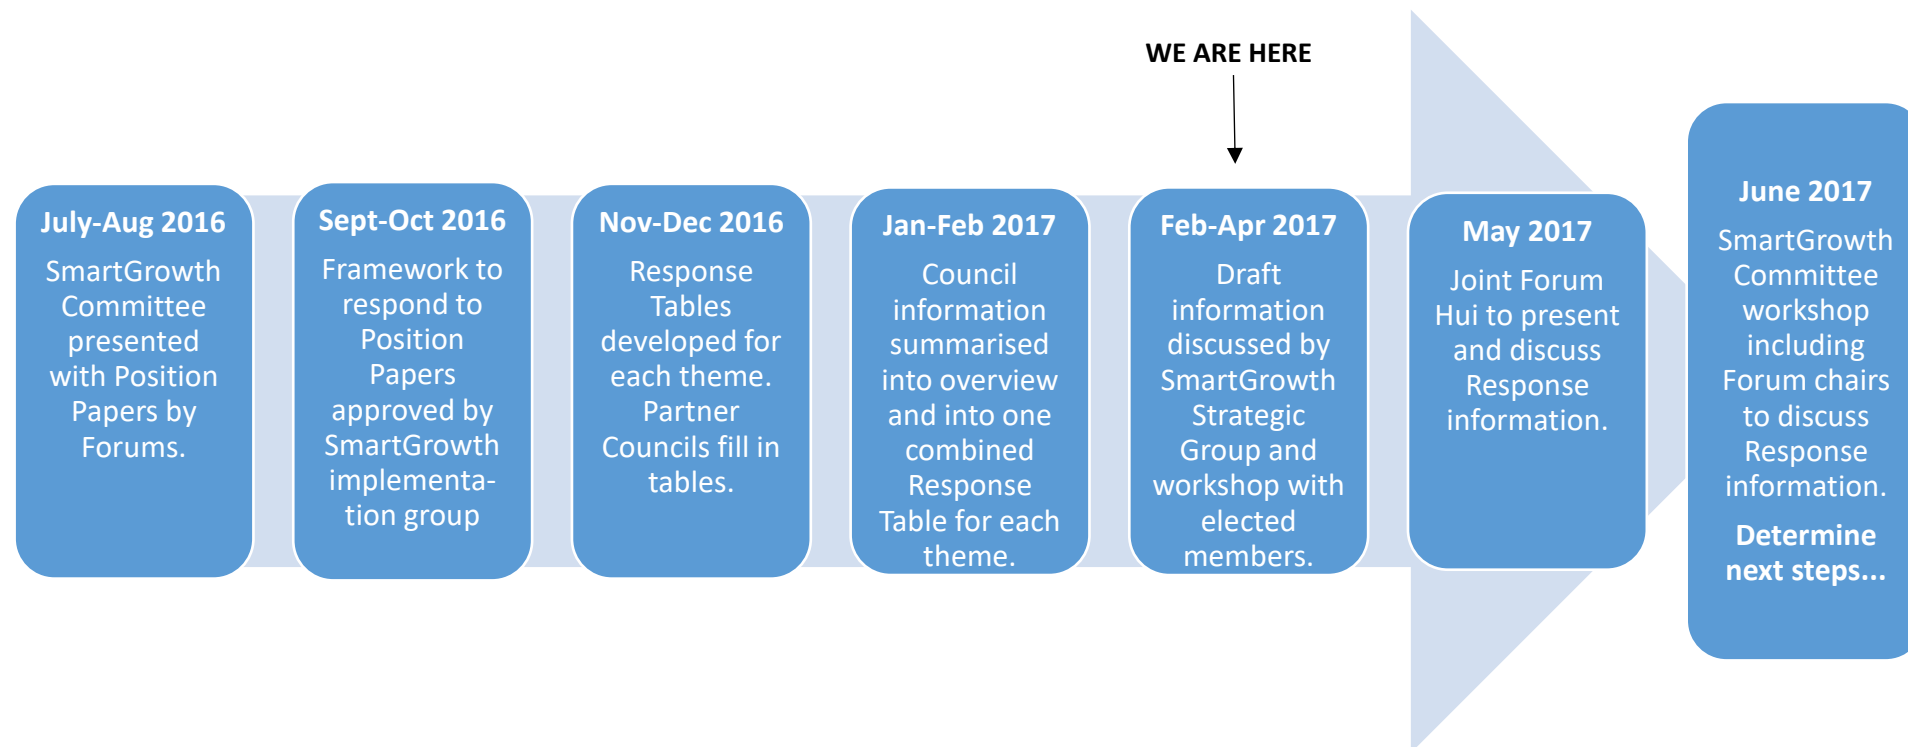 WE ARE HERE
July-Aug 2016
SmartGrowth
Committee
presented
with Position
Papers by
Forums.
Sept-Oct 2016
Framework to
respond to
Position
Papers
approved by
SmartGrowth
implementa-
tion group
Nov-Dec 2016
Response
Tables
developed for
each theme.
Partner
Councils fill in
tables.
Jan-Feb 2017
Council
information
summarised
into overview
and into one
combined
Response
Table for each
theme.
Feb-Apr 2017
Draft
information
discussed by
SmartGrowth
Strategic
Group and
workshop with
elected
members.
May 2017
Joint Forum
Hui to present
and discuss
Response
information.
June 2017
SmartGrowth
Committee
workshop
including
Forum chairs
to discuss
Response
information.
Determine
next steps...